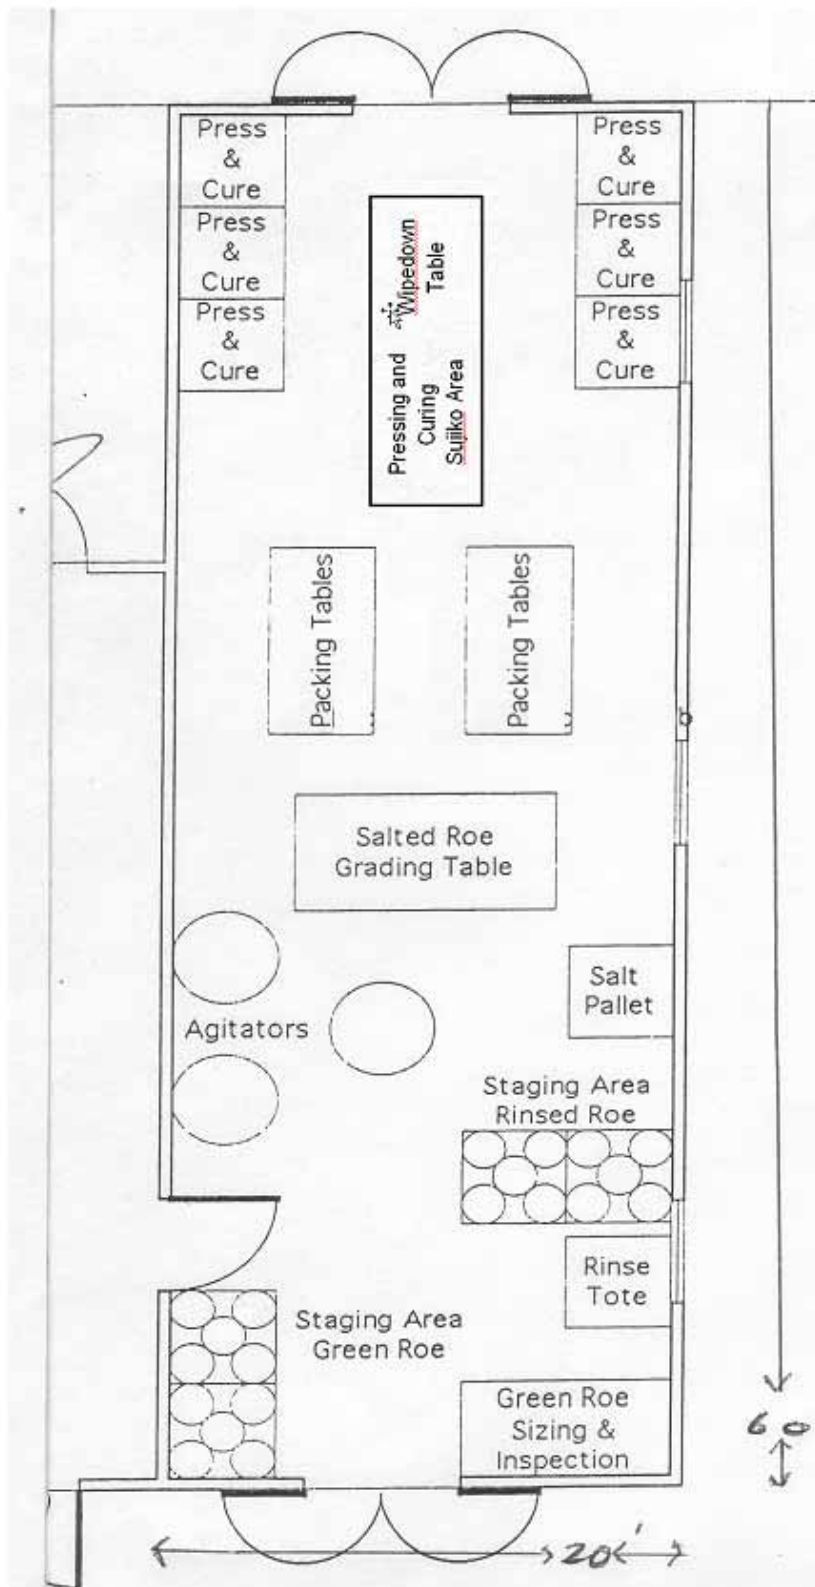 Press
&
Cure
Press
&
Cure
Press
&
Cure
Press
&
Cure
Press
&
Cure
Press
&
Cure
Wipedown
Table
Pressing and
Curing
Sujiko Area
Packing Tables
Packing Tables
Salted Roe
Grading Table
Salt
Pallet
Agitators
Staging Area
Rinsed Roe
Rinse
Tote
Staging Area
Green Roe
Green Roe
Sizing &
Inspection
60
20'